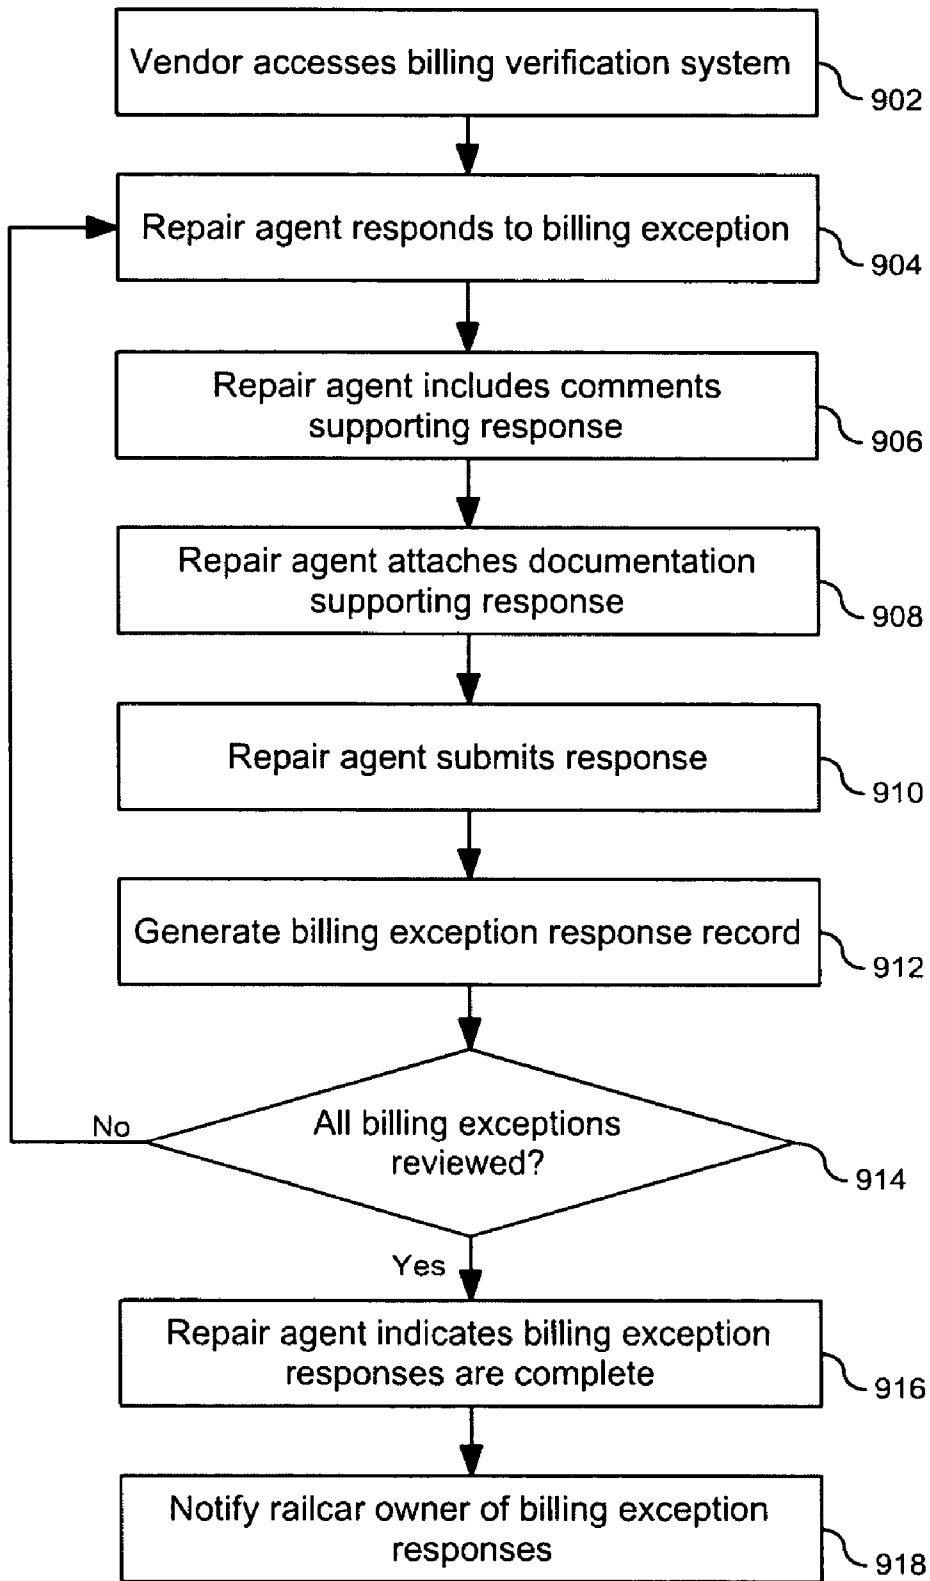 Vendor accesses billing verification system
902
Repair agent responds to billing exception
904
Repair agent includes comments
supporting response
906
Repair agent attaches documentation
supporting response
908
Repair agent submits response
910
Generate billing exception response record
912
All billing exceptions
reviewed?
No
914
Yes
Repair agent indicates billing exception
responses are complete
916
Notify railcar owner of billing exception
responses
918